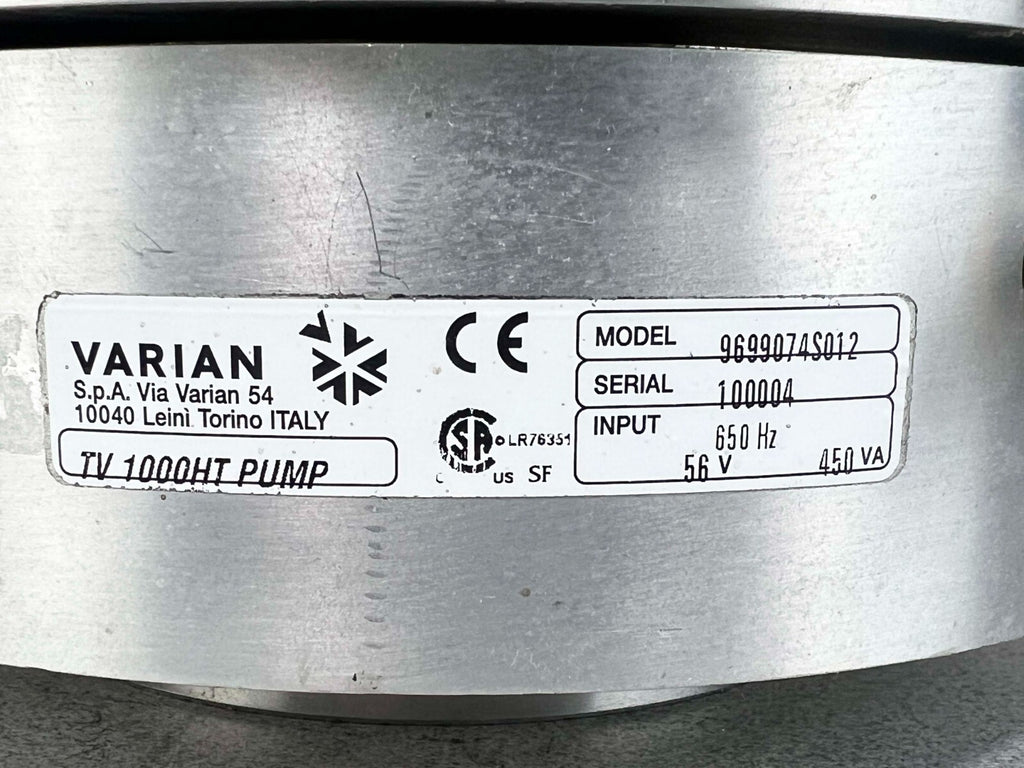 VARIAN
S.p.A. Via Varian 54
10040 Leinì Torino ITALY
TV 1000HT PUMP
CE
SA LR76351
US SF
MODEL 9699074S012
SERIAL 100004
INPUT 650 Hz
56 V 450 VA